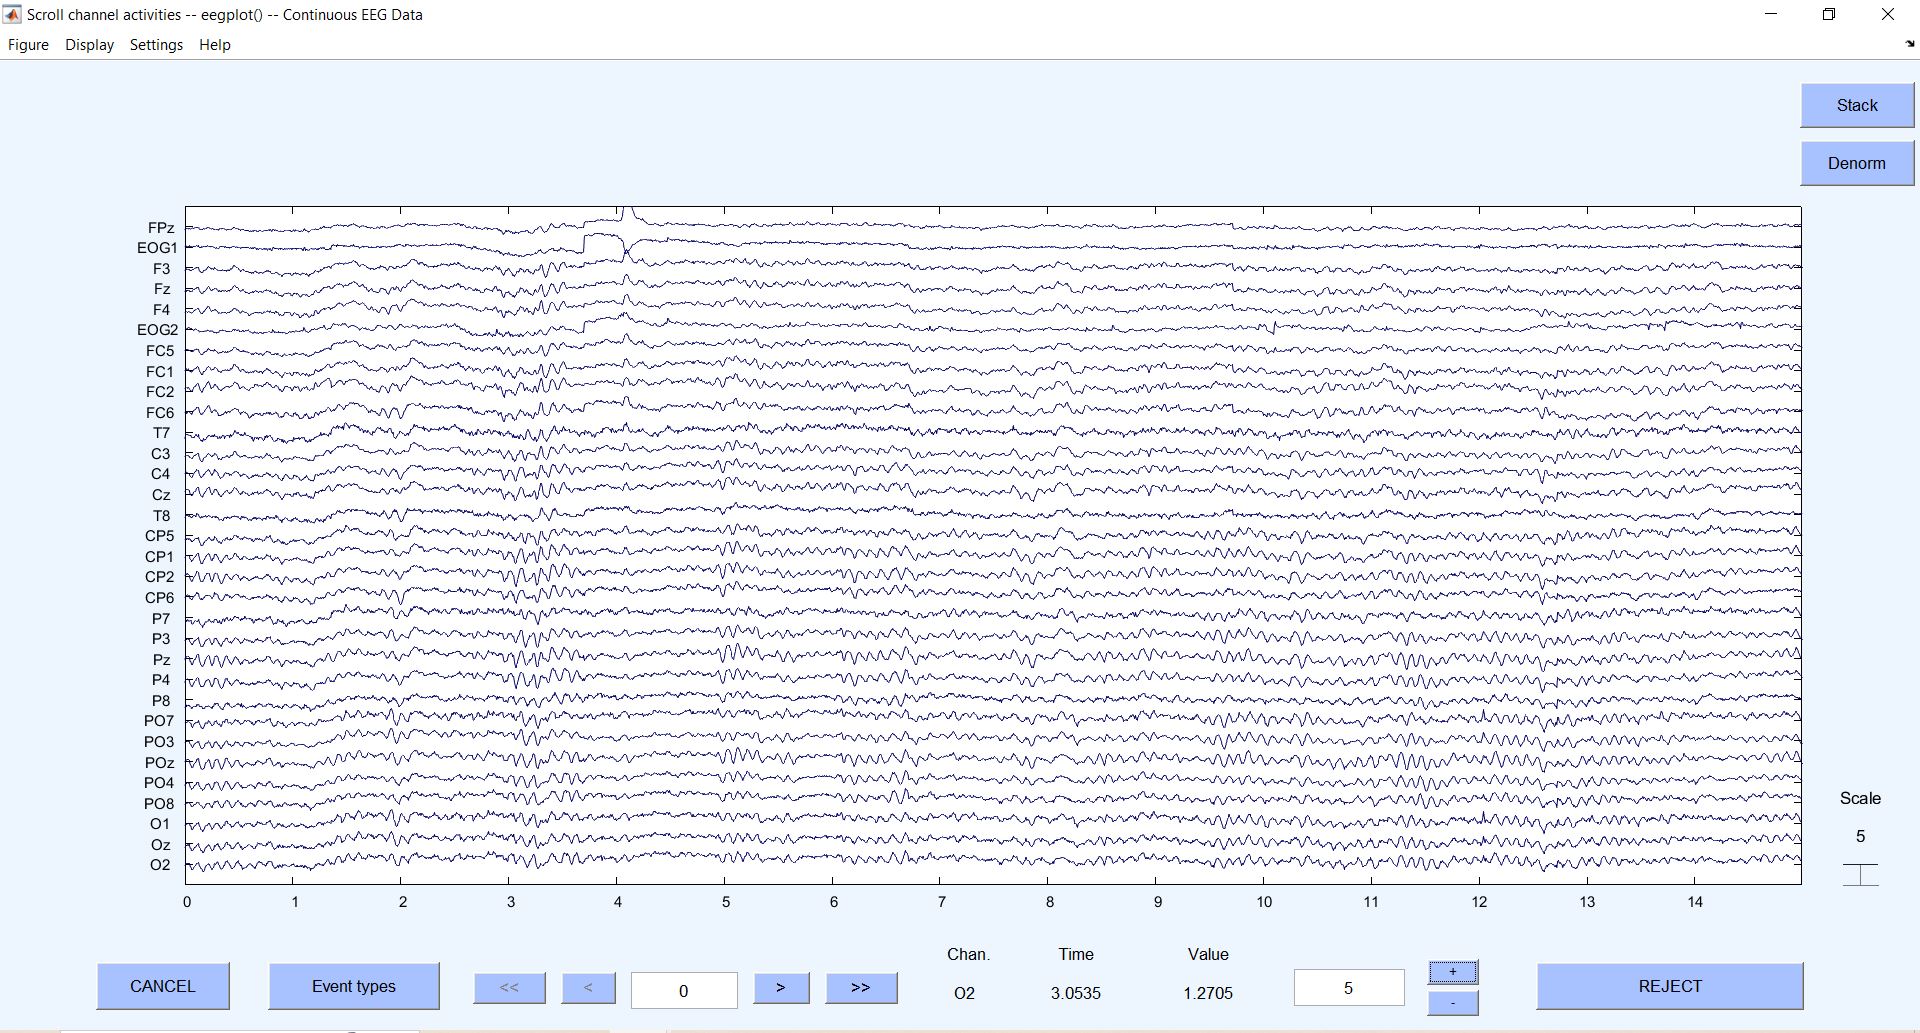 Scroll channel activities -- eegplot() -- Continuous EEG Data
Figure Display Settings Help
Stack
Denorm
FPz
EOG1
F3
Fz
F4
EOG2
FC5
FC1
FC2
FC6
T7
C3
C4
Cz
T8
CP5
CP1
CP2
CP6
P7
P3
Pz
P4
P8
PO7
PO3
POz
PO4
PO8
O1
Oz
O2
Scale
5
0 1 2 3 4 5 6 7 8 9 10 11 12 13 14
Chan. Time Value
CANCEL Event types << < 0 > >> O2 3.0535 1.2705 5 + - REJECT